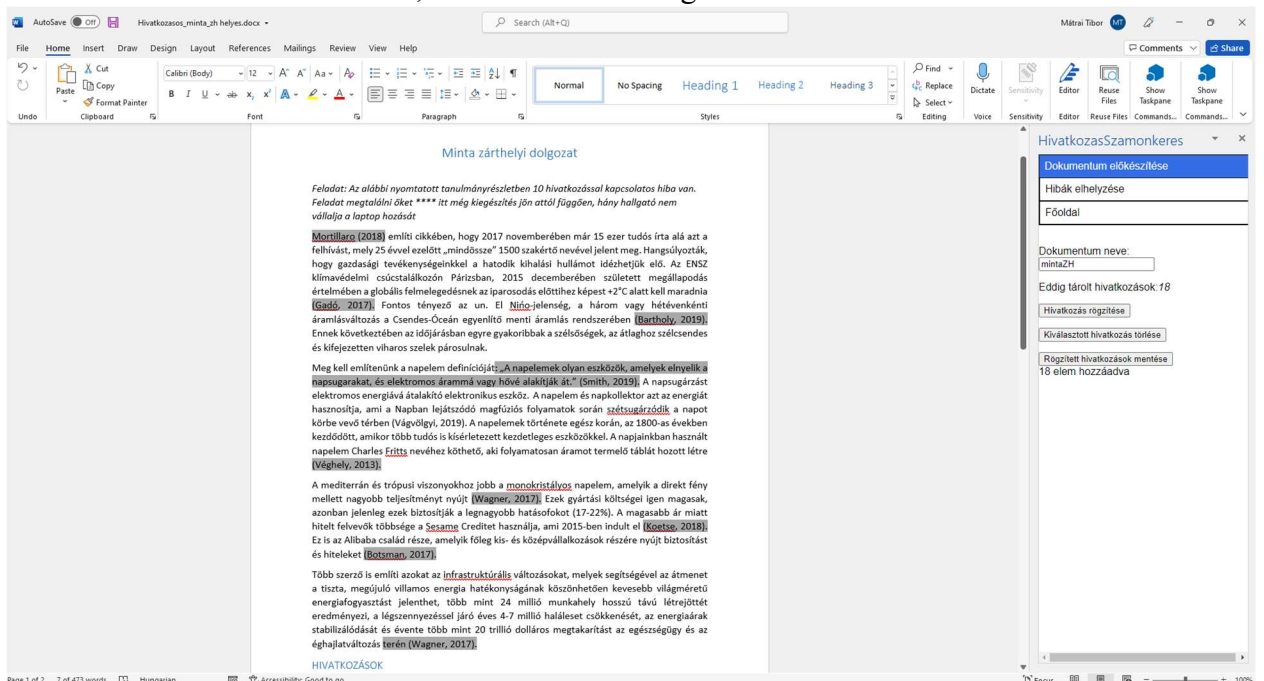 AutoSave Off Hivatkozasos_minta_zh helyes.docx Search (Alt+Q) Mátrai Tibor MT
File Home Insert Draw Design Layout References Mailings Review View Help Comments Share
Paste Cut Copy Format Painter
Calibri (Body) 12
Normal No Spacing Heading 1 Heading 2 Heading 3
Find Replace Select
Dictate Sensitivity Editor Reuse Files Show Taskpane Show Taskpane
Undo Clipboard Font Paragraph Styles Editing Voice Sensitivity Editor Reuse Files Commands... Commands...
Minta zárthelyi dolgozat
Feladat: Az alábbi nyomtatott tanulmányrészletben 10 hivatkozással kapcsolatos hiba van.
Feladat megtalálni őket **** itt még kiegészítés jön attól függően, hány hallgató nem
vállalja a laptop hozását
Mortillaro (2018) említi cikkében, hogy 2017 novemberében már 15 ezer tudós írta alá azt a
felhívást, mely 25 évvel ezelőtt „mindössze” 1500 szakértő nevével jelent meg. Hangsúlyozták,
hogy gazdasági tevékenységeinkkel a hatodik kihalási hullámot idézhetjük elő. Az ENSZ
klímavédelmi csúcstalálkozón Párizsban, 2015 decemberében született megállapodás
értelmében a globális felmelegedésnek az iparosodás előttihez képest +2°C alatt kell maradnia
(Gadó, 2017). Fontos tényező az un. El Nińo-jelenség, a három vagy hétévenkénti
áramlásváltozás a Csendes-Óceán egyenlítő menti áramlás rendszerében (Bartholy, 2019).
Ennek következtében az időjárásban egyre gyakoribbak a szélsőségek, az átlaghoz szélcsendes
és kifejezetten viharos szelek párosulnak.
Meg kell említenünk a napelem definícióját: „A napelemek olyan eszközök, amelyek elnyelik a
napsugarakat, és elektromos árammá vagy hővé alakítják át.” (Smith, 2019). A napsugárzást
elektromos energiává átalakító elektronikus eszköz. A napelem és napkollektor azt az energiát
hasznosítja, ami a Napban lejátszódó magfúziós folyamatok során szétsugárzódik a napot
körbe vevő térben (Vágvölgyi, 2019). A napelemek története egész korán, az 1800-as években
kezdődött, amikor több tudós is kísérletezett kezdetleges eszközökkel. A napjainkban használt
napelem Charles Fritts nevéhez köthető, aki folyamatosan áramot termelő táblát hozott létre
(Véghely, 2013).
A mediterrán és trópusi viszonyokhoz jobb a monokristályos napelem, amelyik a direkt fény
mellett nagyobb teljesítményt nyújt (Wagner, 2017). Ezek gyártási költségei igen magasak,
azonban jelenleg ezek biztosítják a legnagyobb hatásofokot (17-22%). A magasabb ár miatt
hitelt felvevők többsége a Sesame Creditet használja, ami 2015-ben indult el (Koetse, 2018).
Ez is az Alibaba család része, amelyik főleg kis- és középvállalkozások részére nyújt biztosítást
és hiteleket (Botsman, 2017).
Több szerző is említi azokat az infrastruktúrális változásokat, melyek segítségével az átmenet
a tiszta, megújuló villamos energia hatékonyságának köszönhetően kevesebb világméretű
energiafogyasztást jelenthet, több mint 24 millió munkahely hosszú távú létrejöttét
eredményezi, a légszennyezéssel járó éves 4-7 millió haláleset csökkenését, az energiaárak
stabilizálódását és évente több mint 20 trillió dolláros megtakarítást az egészségügy és az
éghajlatváltozás terén (Wagner, 2017).
HIVATKOZÁSOK
HivatkozasSzamonkeres
Dokumentum előkészítése
Hibák elhelyzése
Főoldal
Dokumentum neve:
mintaZH
Eddig tárolt hivatkozások:18
Hivatkozás rögzítése
Kiválasztott hivatkozás törlése
Rögzített hivatkozások mentése
18 elem hozzáadva
Page 1 of 2 7 of 473 words Hungarian Accessibility: Good to go Focus 100%